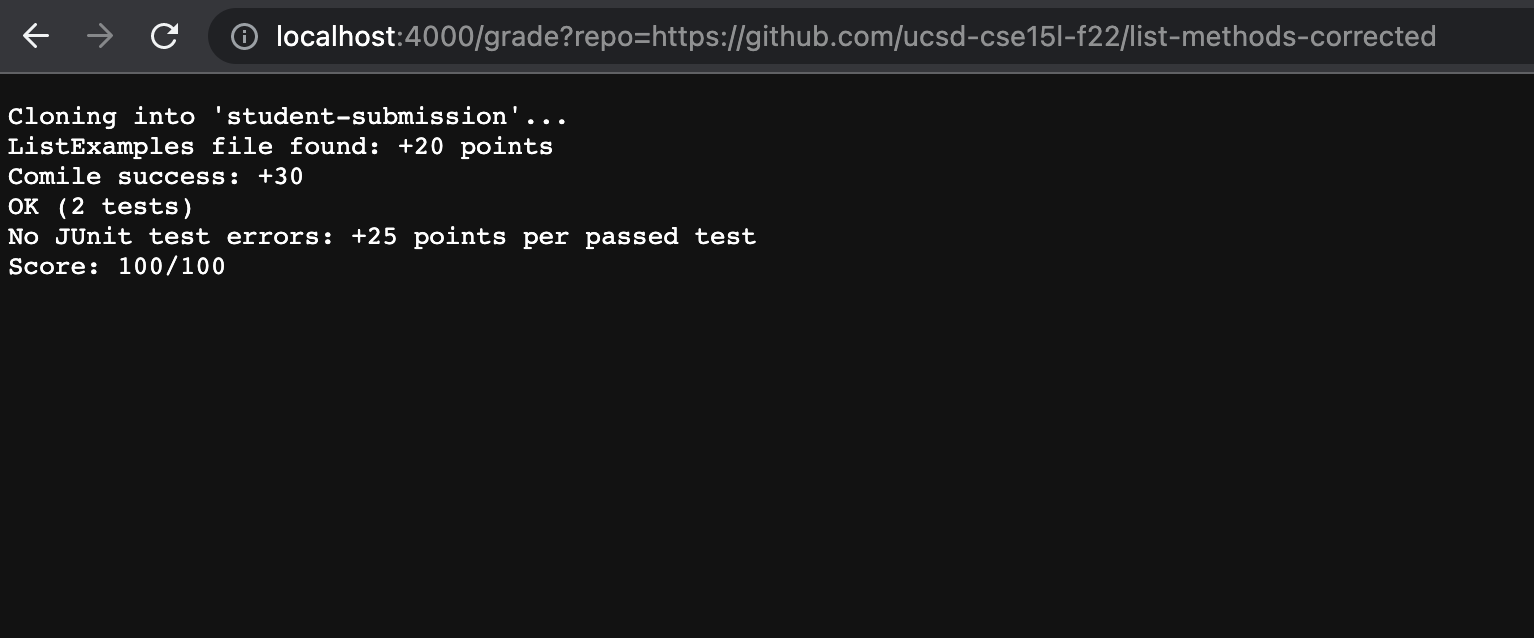 localhost:4000/grade?repo=https://github.com/ucsd-cse15l-f22/list-methods-corrected
Cloning into 'student-submission'...
ListExamples file found: +20 points
Comile success: +30
OK (2 tests)
No JUnit test errors: +25 points per passed test
Score: 100/100